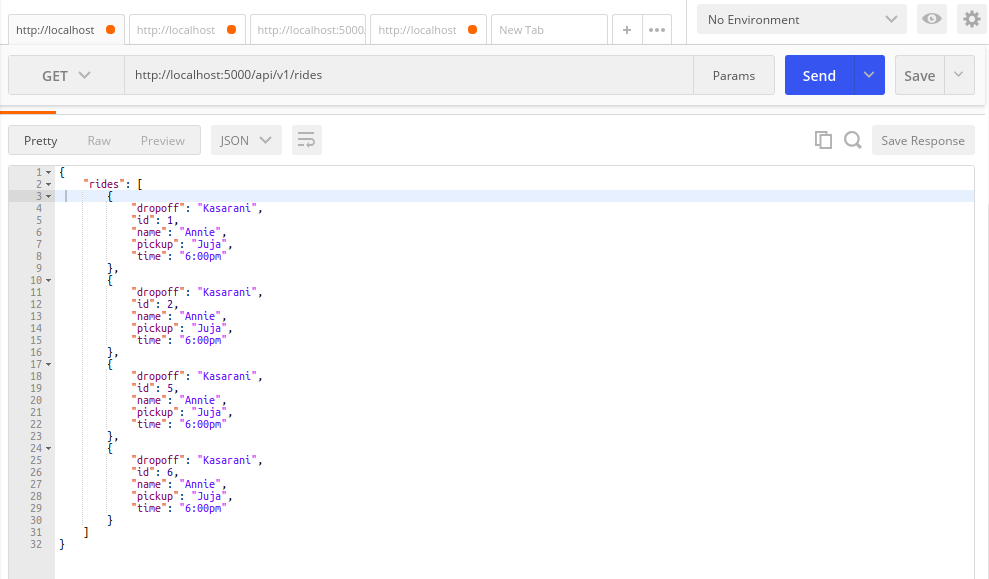 http://localhost http://localhost http://localhost:5000, http://localhost New Tab + ••• No Environment
GET http://localhost:5000/api/v1/rides Params Send Save
Pretty Raw Preview JSON Save Response
1 {
2 "rides": [
3 {
4 "dropoff": "Kasarani",
5 "id": 1,
6 "name": "Annie",
7 "pickup": "Juja",
8 "time": "6:00pm"
9 },
10 {
11 "dropoff": "Kasarani",
12 "id": 2,
13 "name": "Annie",
14 "pickup": "Juja",
15 "time": "6:00pm"
16 },
17 {
18 "dropoff": "Kasarani",
19 "id": 5,
20 "name": "Annie",
21 "pickup": "Juja",
22 "time": "6:00pm"
23 },
24 {
25 "dropoff": "Kasarani",
26 "id": 6,
27 "name": "Annie",
28 "pickup": "Juja",
29 "time": "6:00pm"
30 }
31 ]
32 }